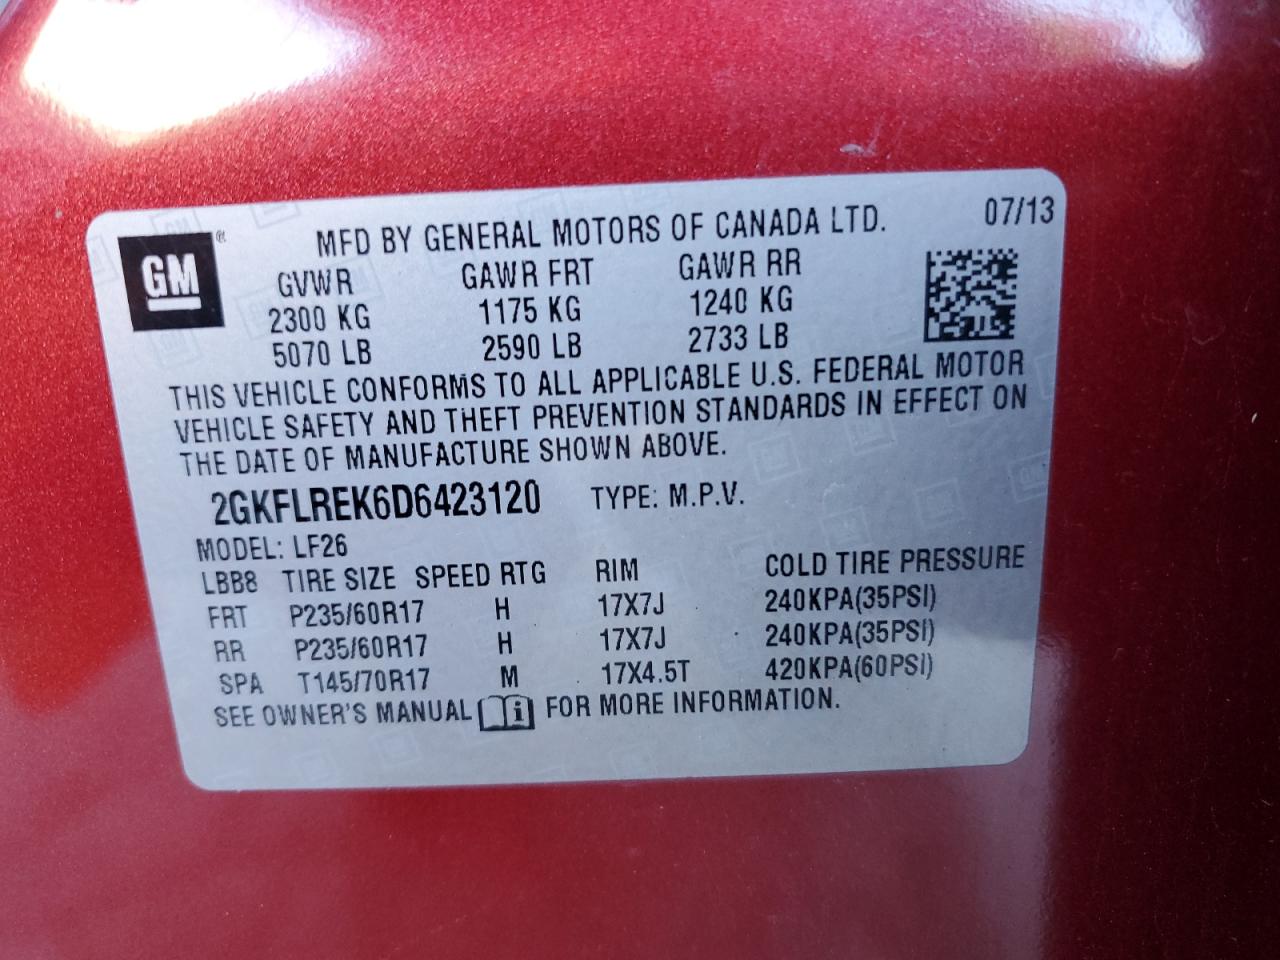 GM®
MFD BY GENERAL MOTORS OF CANADA LTD. 07/13
GVWR GAWR FRT GAWR RR
2300 KG 1175 KG 1240 KG
5070 LB 2590 LB 2733 LB
THIS VEHICLE CONFORMS TO ALL APPLICABLE U.S. FEDERAL MOTOR
VEHICLE SAFETY AND THEFT PREVENTION STANDARDS IN EFFECT ON
THE DATE OF MANUFACTURE SHOWN ABOVE.
2GKFLREK6D6423120 TYPE: M.P.V.
MODEL: LF26
LBB8 TIRE SIZE SPEED RTG RIM COLD TIRE PRESSURE
FRT P235/60R17 H 17X7J 240KPA(35PSI)
RR P235/60R17 H 17X7J 240KPA(35PSI)
SPA T145/70R17 M 17X4.5T 420KPA(60PSI)
SEE OWNER'S MANUAL i FOR MORE INFORMATION.